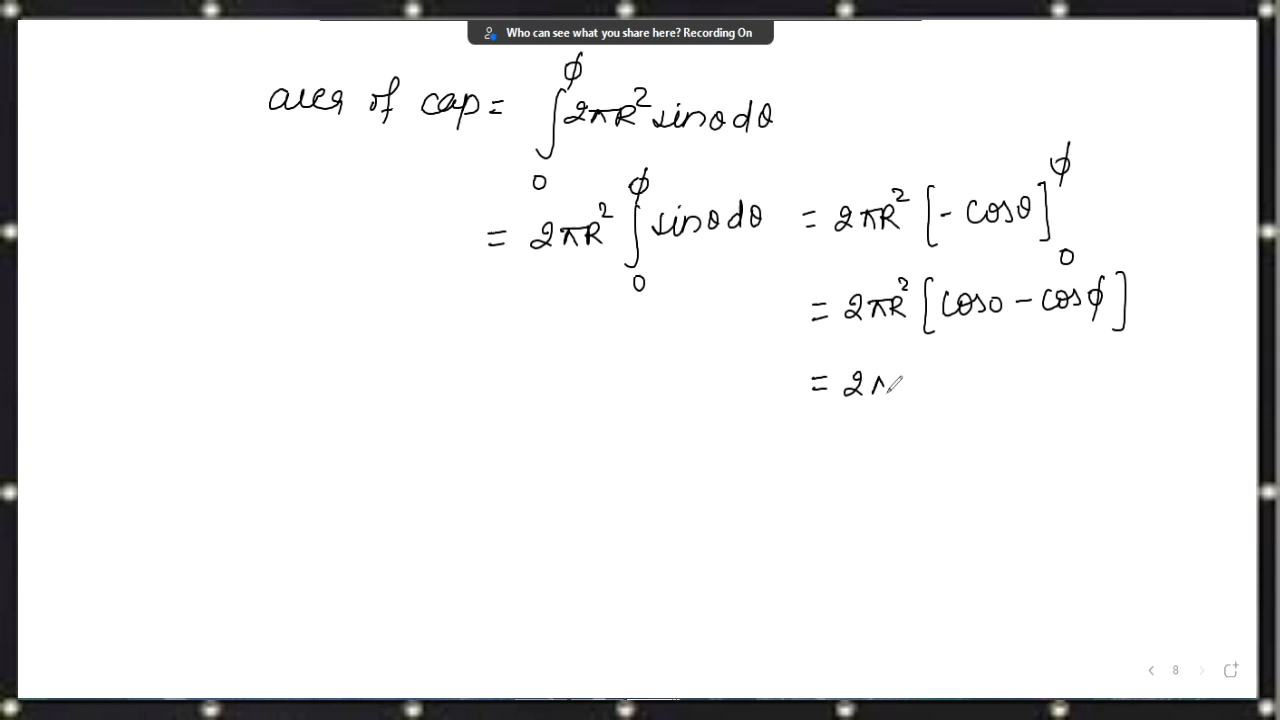 Who can see what you share here? Recording On
area of cap = ∫₀^φ 2πR² sinθ dθ
= 2πR² ∫₀^φ sinθ dθ = 2πR² [- cosθ]₀^φ
= 2πR² [cos0 - cosφ]
= 2π
8